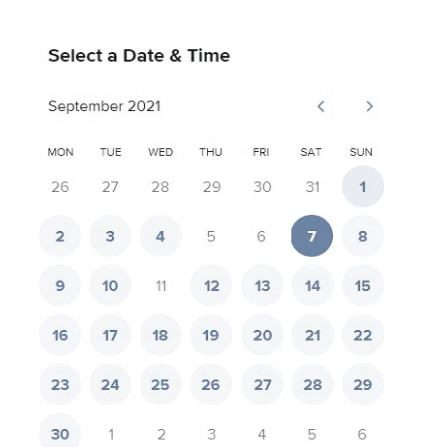 Select a Date & Time
September 2021
MON TUE WED THU FRI SAT SUN
26 27 28 29 30 31 1
2 3 4 5 6 7 8
9 10 11 12 13 14 15
16 17 18 19 20 21 22
23 24 25 26 27 28 29
30 1 2 3 4 5 6